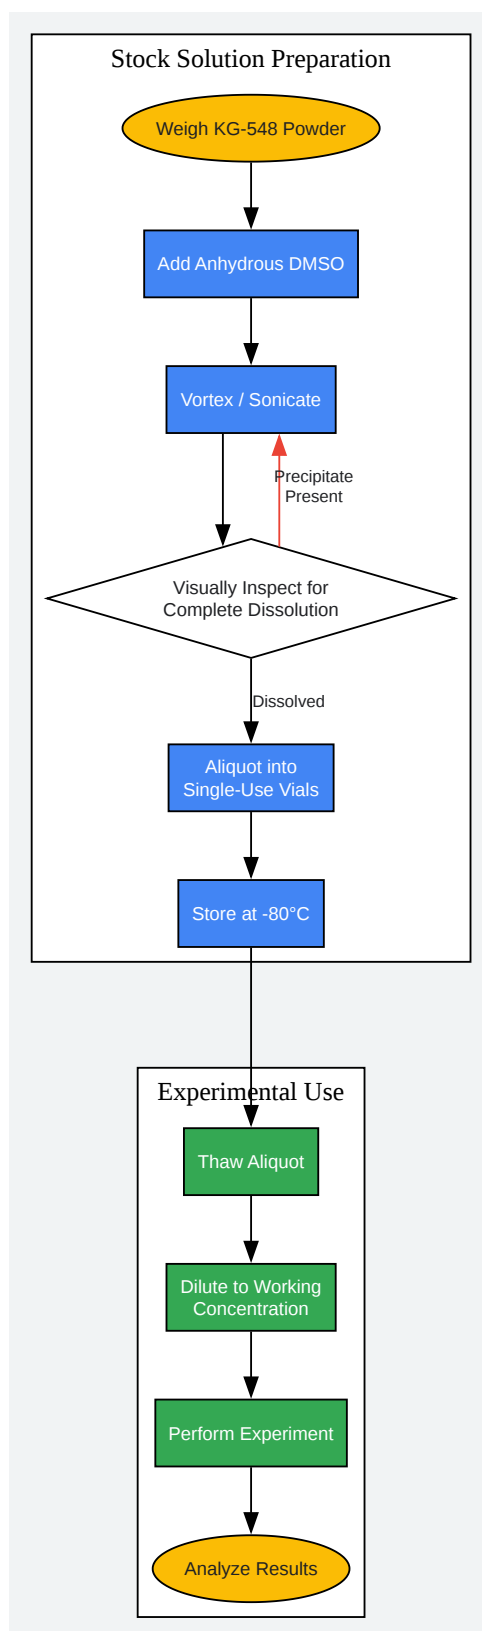 Stock Solution Preparation
Weigh KG-548 Powder
Add Anhydrous DMSO
Vortex / Sonicate
Precipitate
Present
Visually Inspect for
Complete Dissolution
Dissolved
Aliquot into
Single-Use Vials
Store at -80°C
Experimental Use
Thaw Aliquot
Dilute to Working
Concentration
Perform Experiment
Analyze Results